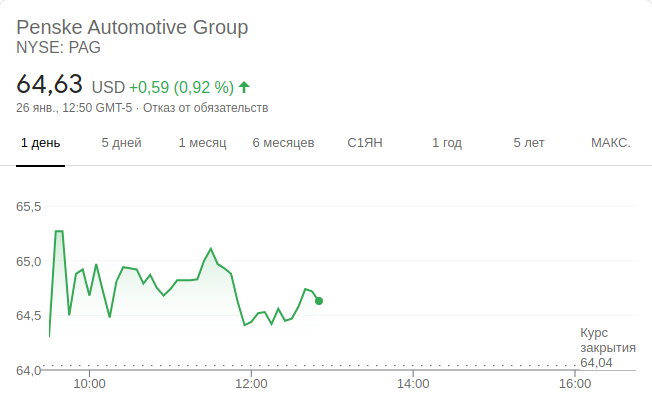 Penske Automotive Group
NYSE: PAG
64,63 USD +0,59 (0,92 %)
26 янв., 12:50 GMT-5 · Отказ от обязательств
1 день 5 дней 1 месяц 6 месяцев С1ЯН 1 год 5 лет МАКС.
65,5
65,0
64,5
Курс
закрытия
64,04
64,0
10:00 12:00 14:00 16:00